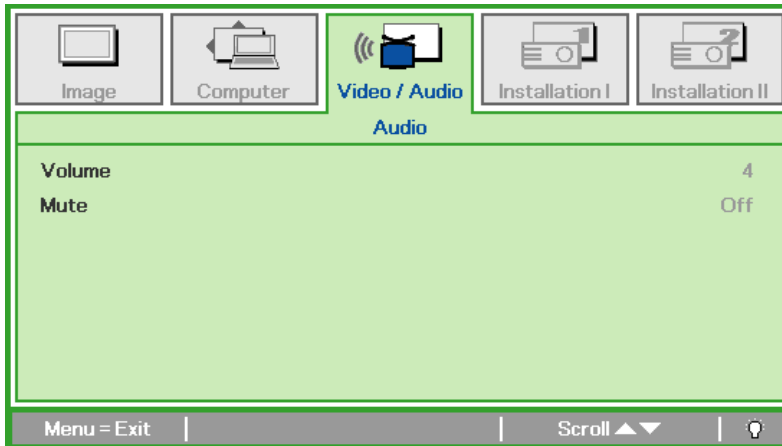 Image Computer Video / Audio Installation I Installation II
Audio
Volume 4
Mute Off
Menu = Exit Scroll ▲▼